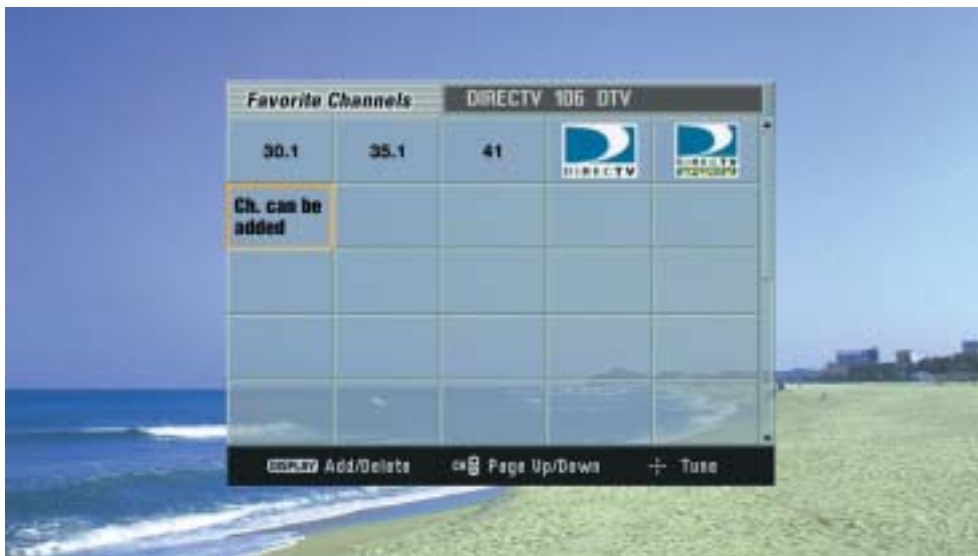 Favorite Channels
DIRECTV 106 DTV
30.1
35.1
41
DIRECTV
DIRECTV
Ch. can be
added
DISPLAY Add/Delete
CH Page Up/Down
Tune